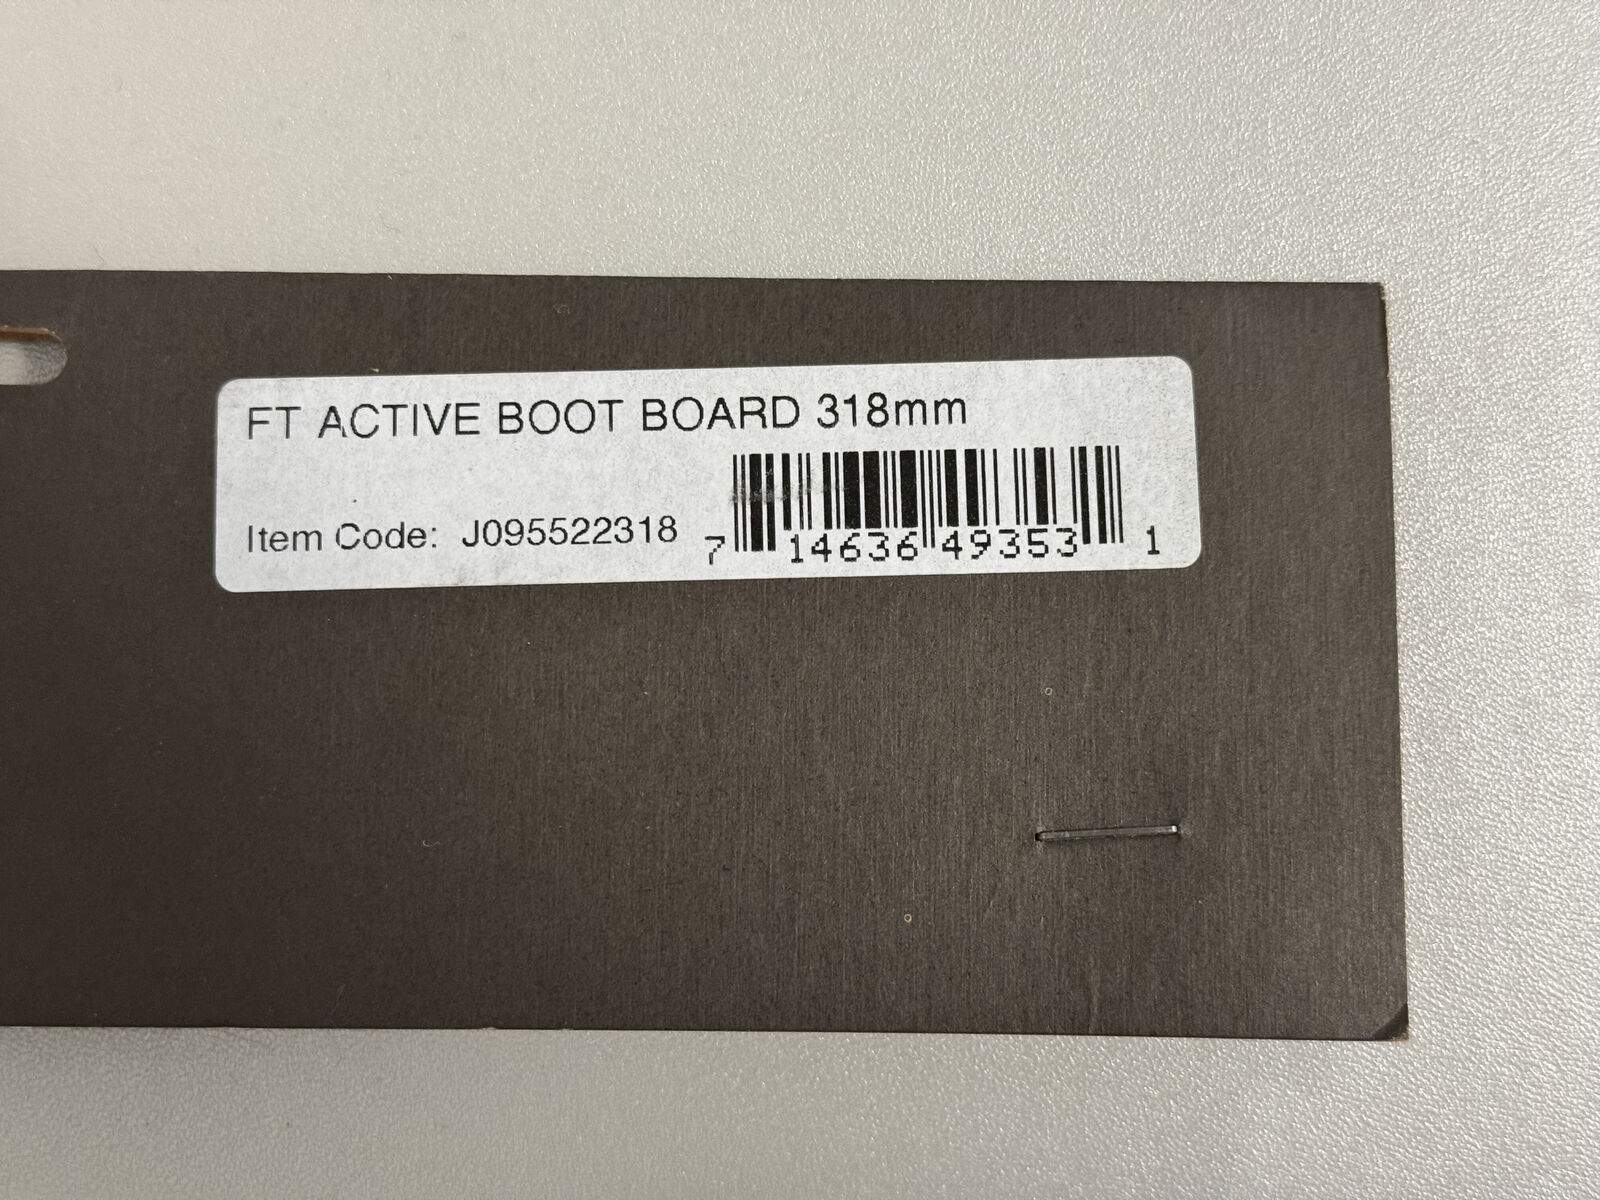 FT ACTIVE BOOT BOARD 318mm
Item Code: J095522318
7 14636 49353 1